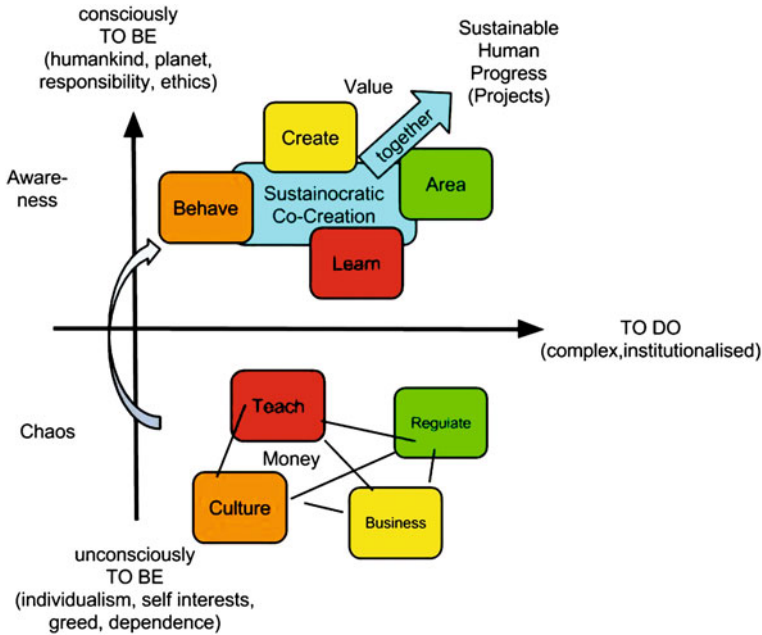 consciously
TO BE
(humankind, planet,
responsibility, ethics)
Sustainable
Human
Progress
(Projects)
Value
together
Create
Aware-
ness
Behave
Sustainocratic
Co-Creation
Area
Learn
TO DO
(complex,institutionalised)
Chaos
Teach
Regulate
Money
Culture
Business
unconsciously
TO BE
(individualism, self interests,
greed, dependence)